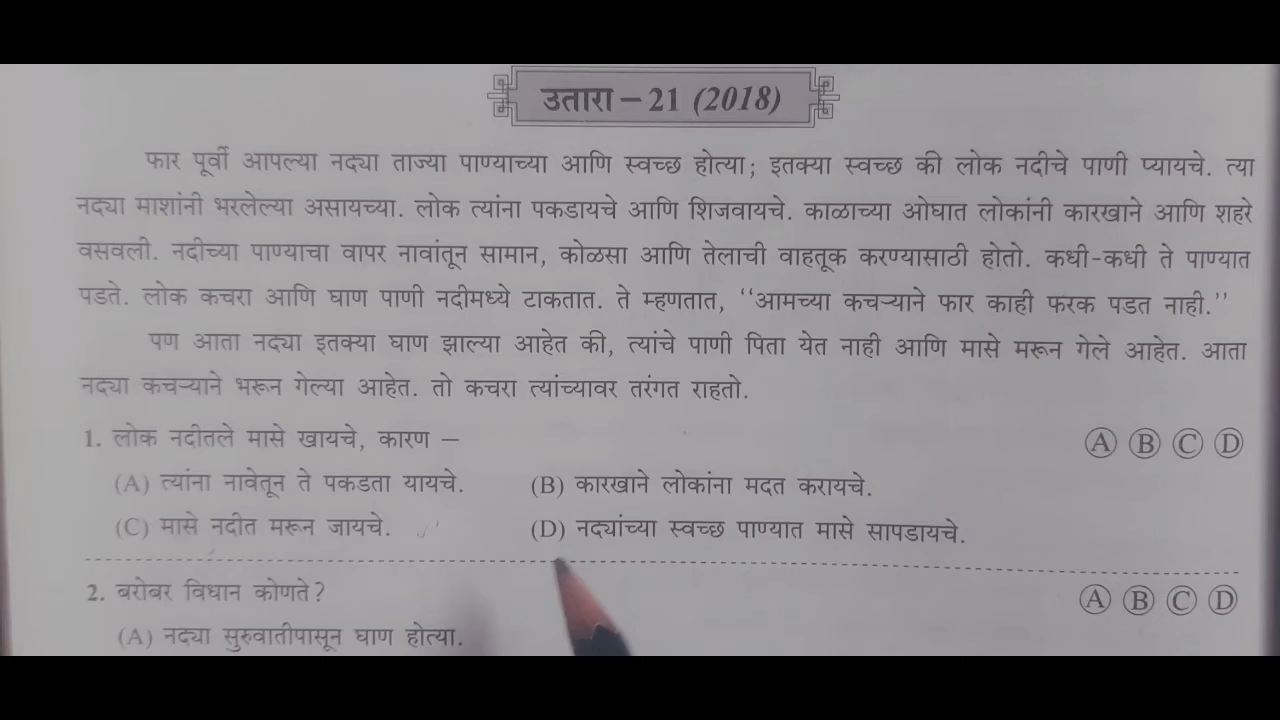 उतारा – 21 (2018)
फार पूर्वी आपल्या नद्या ताज्या पाण्याच्या आणि स्वच्छ होत्या; इतक्या स्वच्छ की लोक नदीचे पाणी प्यायचे. त्या
नद्या माशांनी भरलेल्या असायच्या. लोक त्यांना पकडायचे आणि शिजवायचे. काळाच्या ओघात लोकांनी कारखाने आणि शहरे
वसवली. नदीच्या पाण्याचा वापर नावांतून सामान, कोळसा आणि तेलाची वाहतूक करण्यासाठी होतो. कधी-कधी ते पाण्यात
पडते. लोक कचरा आणि घाण पाणी नदीमध्ये टाकतात. ते म्हणतात, ‘‘आमच्या कचऱ्याने फार काही फरक पडत नाही.’’
पण आता नद्या इतक्या घाण झाल्या आहेत की, त्यांचे पाणी पिता येत नाही आणि मासे मरून गेले आहेत. आता
नद्या कचऱ्याने भरून गेल्या आहेत. तो कचरा त्यांच्यावर तरंगत राहतो.
1. लोक नदीतले मासे खायचे, कारण – Ⓐ Ⓑ Ⓒ Ⓓ
(A) त्यांना नावेतून ते पकडता यायचे. (B) कारखाने लोकांना मदत करायचे.
(C) मासे नदीत मरून जायचे. (D) नद्यांच्या स्वच्छ पाण्यात मासे सापडायचे.
2. बरोबर विधान कोणते? Ⓐ Ⓑ Ⓒ Ⓓ
(A) नद्या सुरुवातीपासून घाण होत्या.